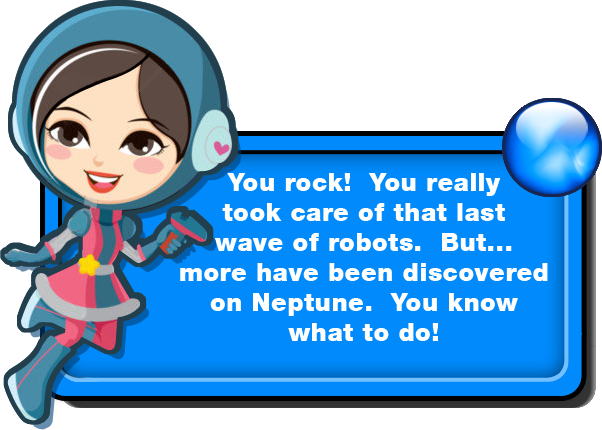 You rock!  You really
took care of that last
wave of robots.  But...
more have been discovered
on Neptune.  You know
what to do!